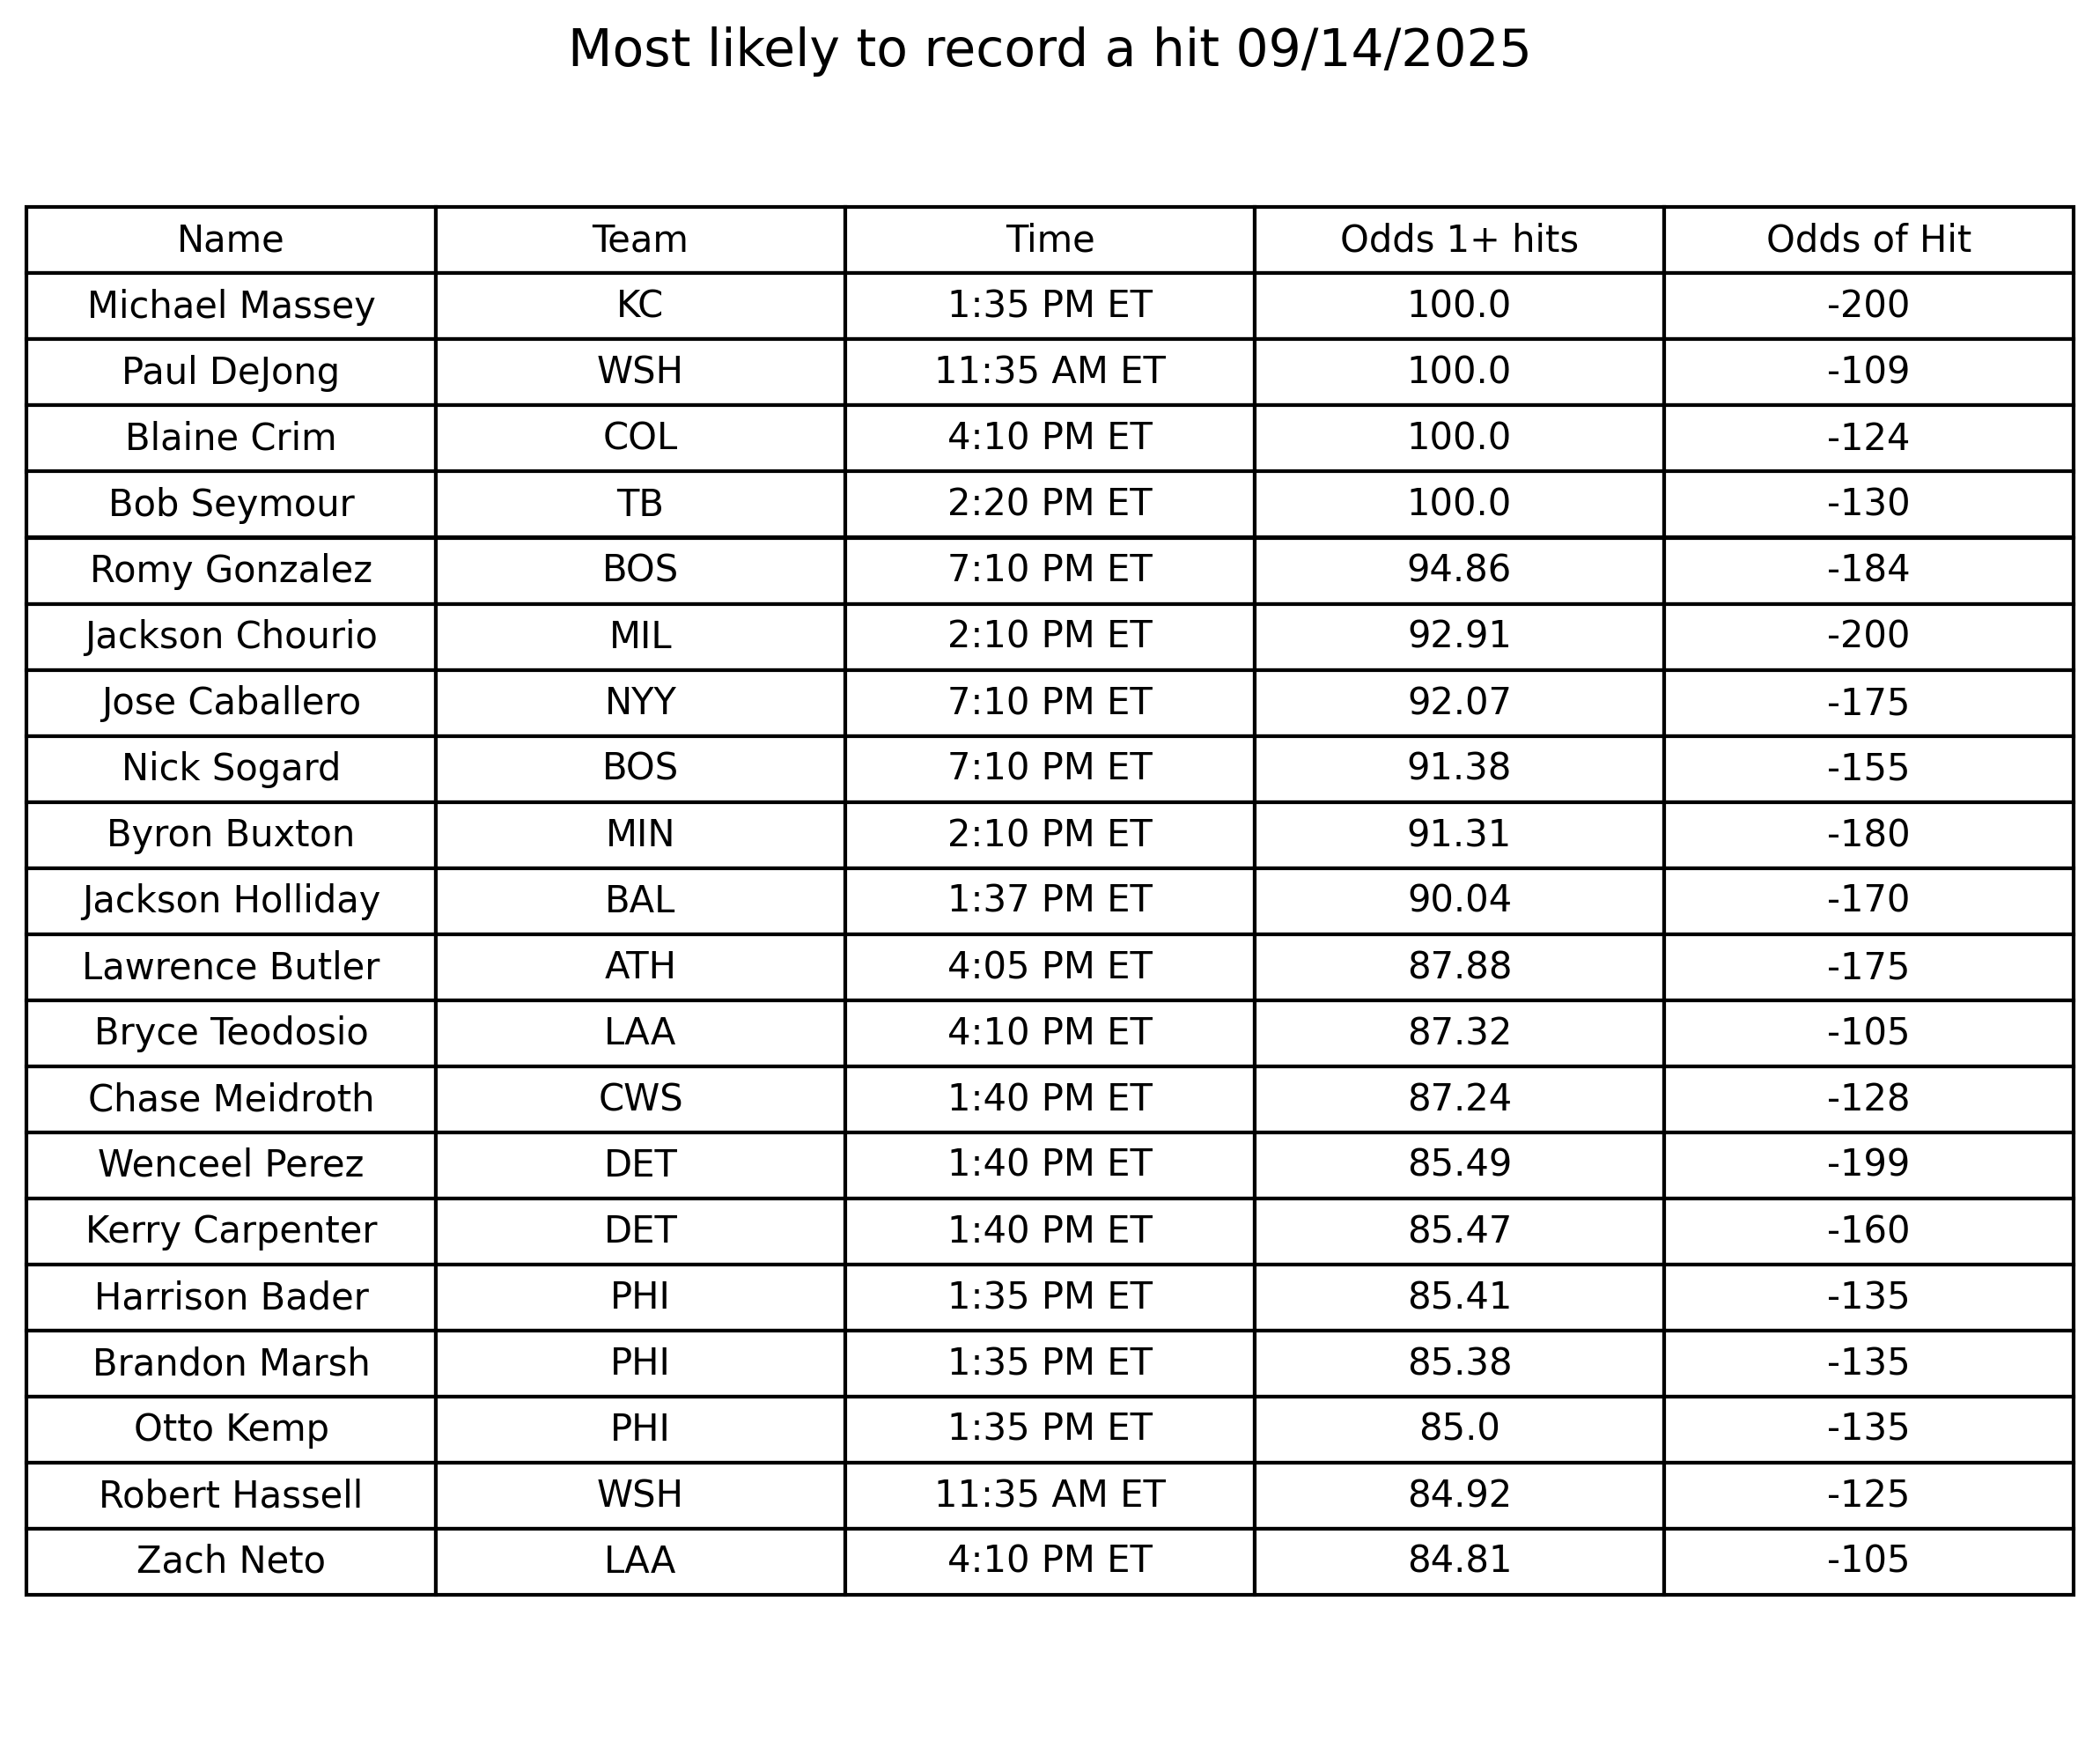 Most likely to record a hit 09/14/2025
Name Team Time Odds 1+ hits Odds of Hit
Michael Massey KC 1:35 PM ET 100.0 -200
Paul DeJong WSH 11:35 AM ET 100.0 -109
Blaine Crim COL 4:10 PM ET 100.0 -124
Bob Seymour TB 2:20 PM ET 100.0 -130
Romy Gonzalez BOS 7:10 PM ET 94.86 -184
Jackson Chourio MIL 2:10 PM ET 92.91 -200
Jose Caballero NYY 7:10 PM ET 92.07 -175
Nick Sogard BOS 7:10 PM ET 91.38 -155
Byron Buxton MIN 2:10 PM ET 91.31 -180
Jackson Holliday BAL 1:37 PM ET 90.04 -170
Lawrence Butler ATH 4:05 PM ET 87.88 -175
Bryce Teodosio LAA 4:10 PM ET 87.32 -105
Chase Meidroth CWS 1:40 PM ET 87.24 -128
Wenceel Perez DET 1:40 PM ET 85.49 -199
Kerry Carpenter DET 1:40 PM ET 85.47 -160
Harrison Bader PHI 1:35 PM ET 85.41 -135
Brandon Marsh PHI 1:35 PM ET 85.38 -135
Otto Kemp PHI 1:35 PM ET 85.0 -135
Robert Hassell WSH 11:35 AM ET 84.92 -125
Zach Neto LAA 4:10 PM ET 84.81 -105